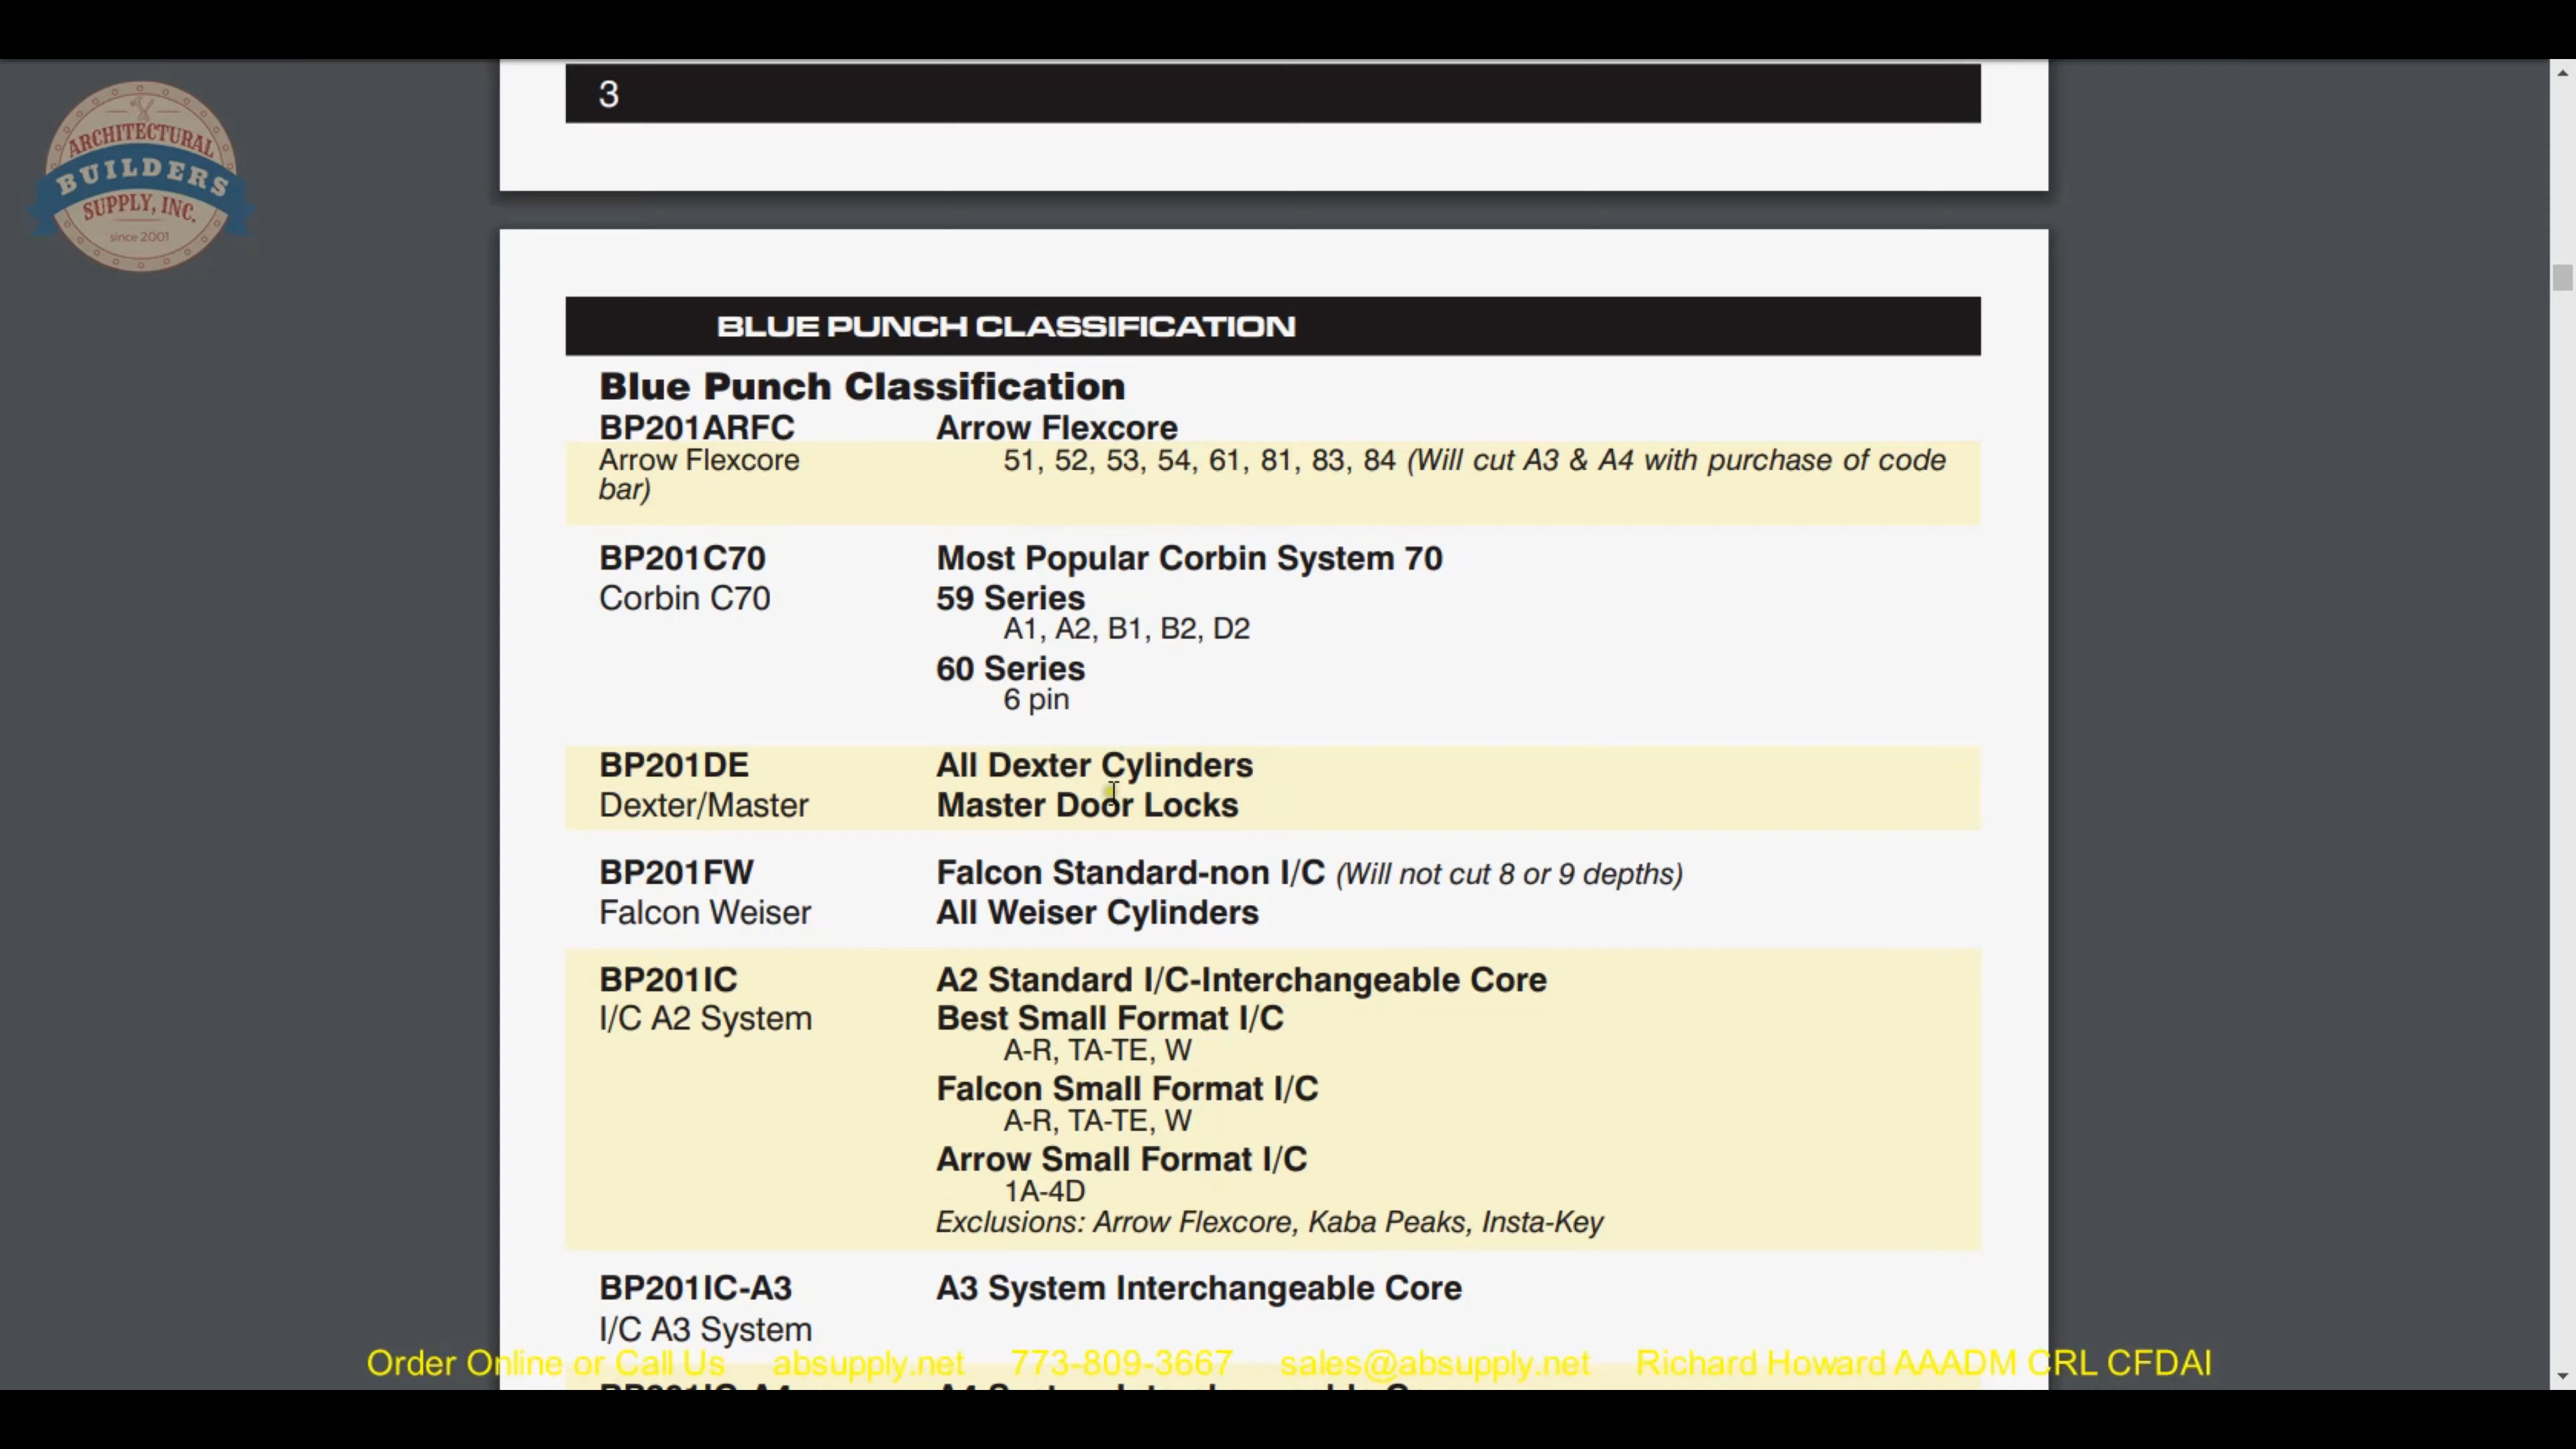 ARCHITECTURAL
BUILDERS
SUPPLY, INC.
since 2001
3
BLUE PUNCH CLASSIFICATION
Blue Punch Classification
BP201ARFC Arrow Flexcore
Arrow Flexcore 51, 52, 53, 54, 61, 81, 83, 84 (Will cut A3 & A4 with purchase of code
bar)
BP201C70 Most Popular Corbin System 70
Corbin C70 59 Series
A1, A2, B1, B2, D2
60 Series
6 pin
BP201DE All Dexter Cylinders
Dexter/Master Master Door Locks
BP201FW Falcon Standard-non I/C (Will not cut 8 or 9 depths)
Falcon Weiser All Weiser Cylinders
BP201IC A2 Standard I/C-Interchangeable Core
I/C A2 System Best Small Format I/C
A-R, TA-TE, W
Falcon Small Format I/C
A-R, TA-TE, W
Arrow Small Format I/C
1A-4D
Exclusions: Arrow Flexcore, Kaba Peaks, Insta-Key
BP201IC-A3 A3 System Interchangeable Core
I/C A3 System
Order Online or Call Us absupply.net 773-809-3667 sales@absupply.net Richard Howard AAADM CRL CFDAI